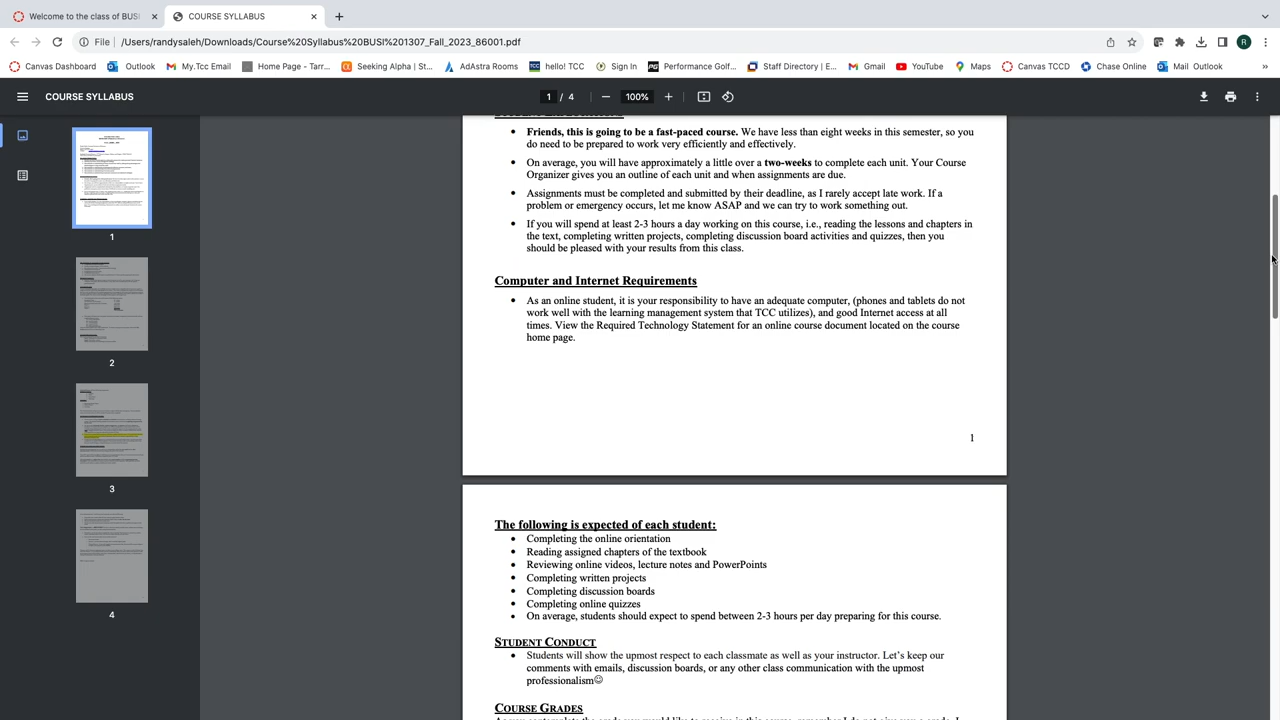 Welcome to the class of BUSI
COURSE SYLLABUS
File
/Users/randysaleh/Downloads/Course%20Syllabus%20BUSI%201307_Fall_2023_86001.pdf
R
Canvas Dashboard
Outlook
My.Tcc Email
Home Page - Tarr...
Seeking Alpha | St...
AdAstra Rooms
TCC
hello! TCC
Sign In
Performance Golf...
Staff Directory | E...
Gmail
YouTube
Maps
Canvas TCCD
Chase Online
Mail Outlook
COURSE SYLLABUS
1 / 4
100%
1
2
3
4
• Friends, this is going to be a fast-paced course. We have less than eight weeks in this semester, so you
do need to be prepared to work very efficiently and effectively.
• On average, you will have approximately a little over a two-weeks to complete each unit. Your Course
Organizer gives you an outline of each unit and when assignments are due.
• Assignments must be completed and submitted by their deadline, as I rarely accept late work. If a
problem or emergency occurs, let me know ASAP and we can try to work something out.
• If you will spend at least 2-3 hours a day working on this course, i.e., reading the lessons and chapters in
the text, completing written projects, completing discussion board activities and quizzes, then you
should be pleased with your results from this class.
Computer and Internet Requirements
• As an online student, it is your responsibility to have an adequate computer, (phones and tablets do not
work well with the learning management system that TCC utilizes), and good Internet access at all
times. View the Required Technology Statement for an online course document located on the course
home page.
1
The following is expected of each student:
• Completing the online orientation
• Reading assigned chapters of the textbook
• Reviewing online videos, lecture notes and PowerPoints
• Completing written projects
• Completing discussion boards
• Completing online quizzes
• On average, students should expect to spend between 2-3 hours per day preparing for this course.
STUDENT CONDUCT
• Students will show the upmost respect to each classmate as well as your instructor. Let's keep our
comments with emails, discussion boards, or any other class communication with the upmost
professionalism☺
COURSE GRADES